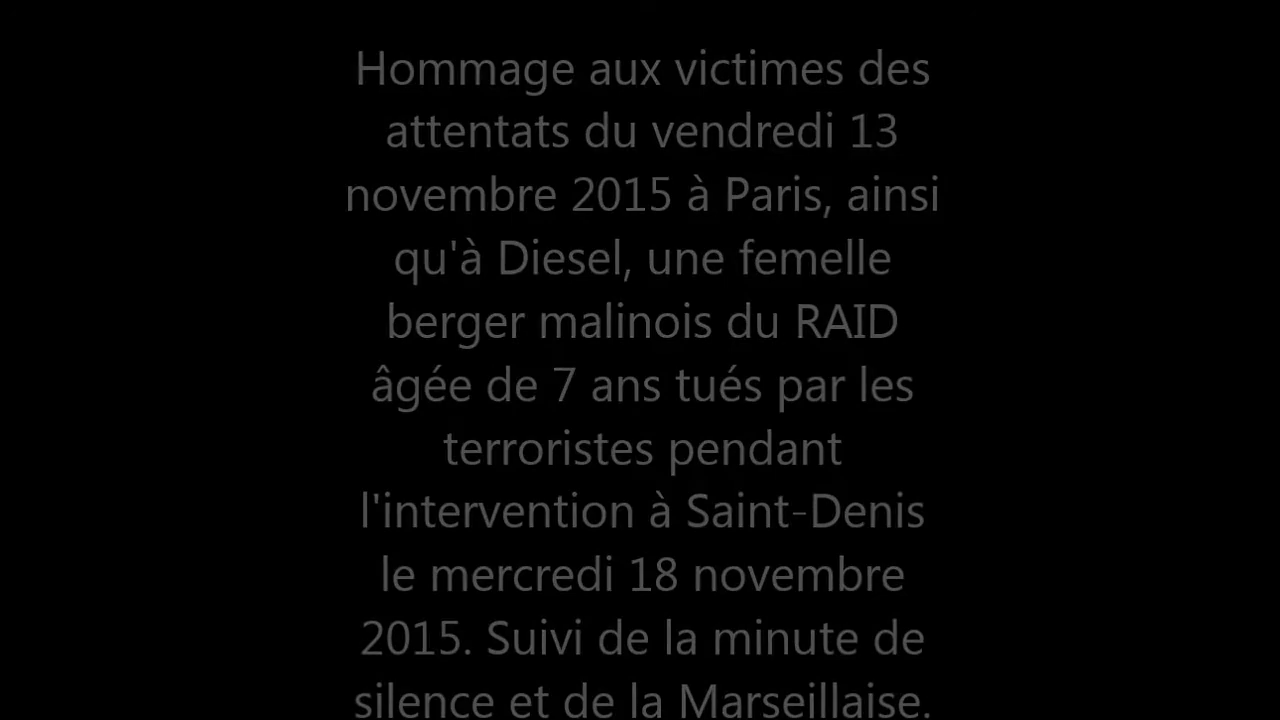 Hommage aux victimes des
attentats du vendredi 13
novembre 2015 à Paris, ainsi
qu'à Diesel, une femelle
berger malinois du RAID
âgée de 7 ans tués par les
terroristes pendant
l'intervention à Saint-Denis
le mercredi 18 novembre
2015. Suivi de la minute de
silence et de la Marseillaise.